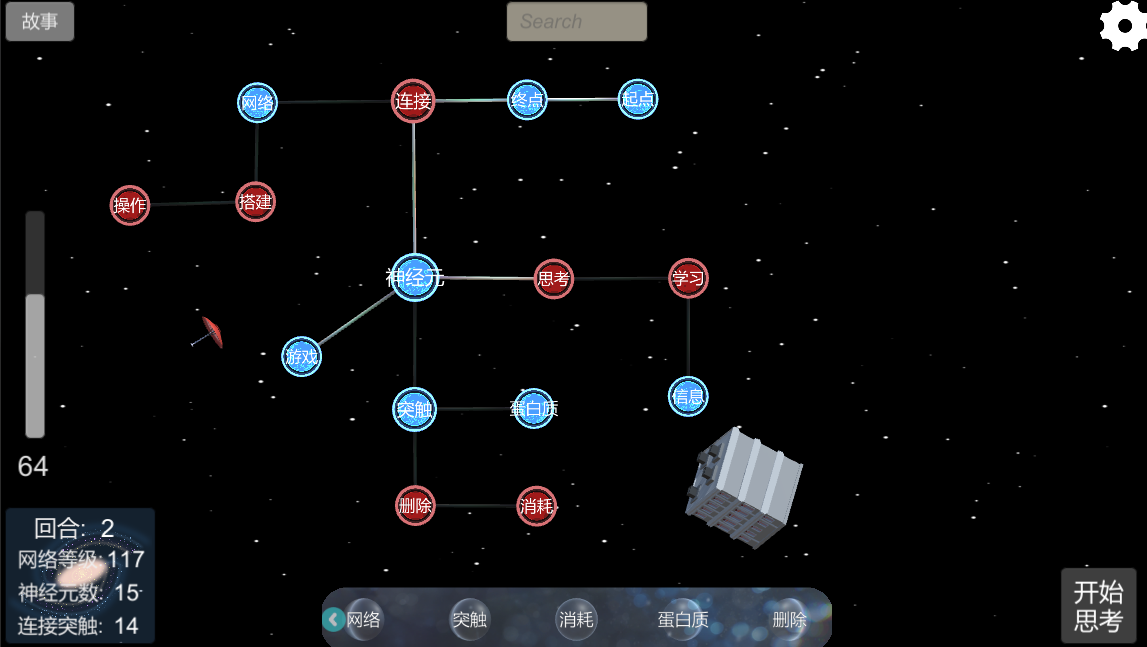 故事
Search
网络
连接
终点
起点
操作
搭建
神经元
思考
学习
游戏
突触
蛋白质
信息
删除
消耗
64
回合: 2
网络等级:117
神经元数: 15
连接突触: 14
网络
突触
消耗
蛋白质
删除
开始
思考